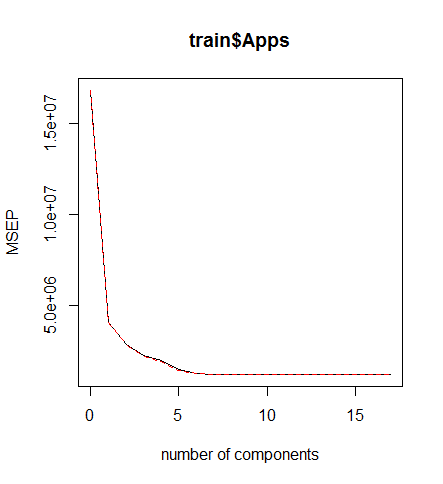 train$Apps
MSEP
1.5e+07
1.0e+07
5.0e+06
0 5 10 15
number of components